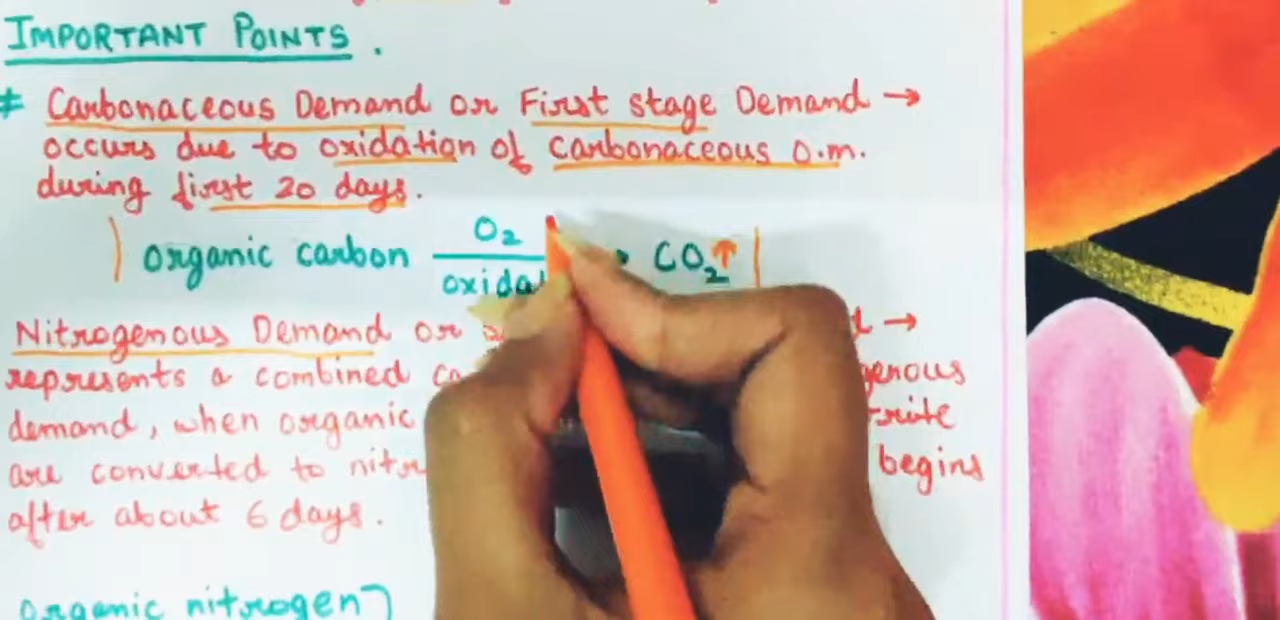 IMPORTANT POINTS.
# Carbonaceous Demand or First stage Demand →
occurs due to oxidation of carbonaceous o.m.
during first 20 days.
organic carbon O₂ CO₂↑
oxida
Nitrogenous Demand or →
represents a combined
demand, when organic
are converted to begins
after about 6 days.
organic nitrogen